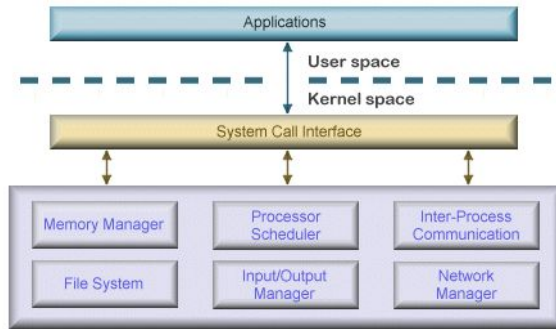 Applications
User space
Kernel space
System Call Interface
Memory Manager
Processor
Scheduler
Inter-Process
Communication
File System
Input/Output
Manager
Network
Manager